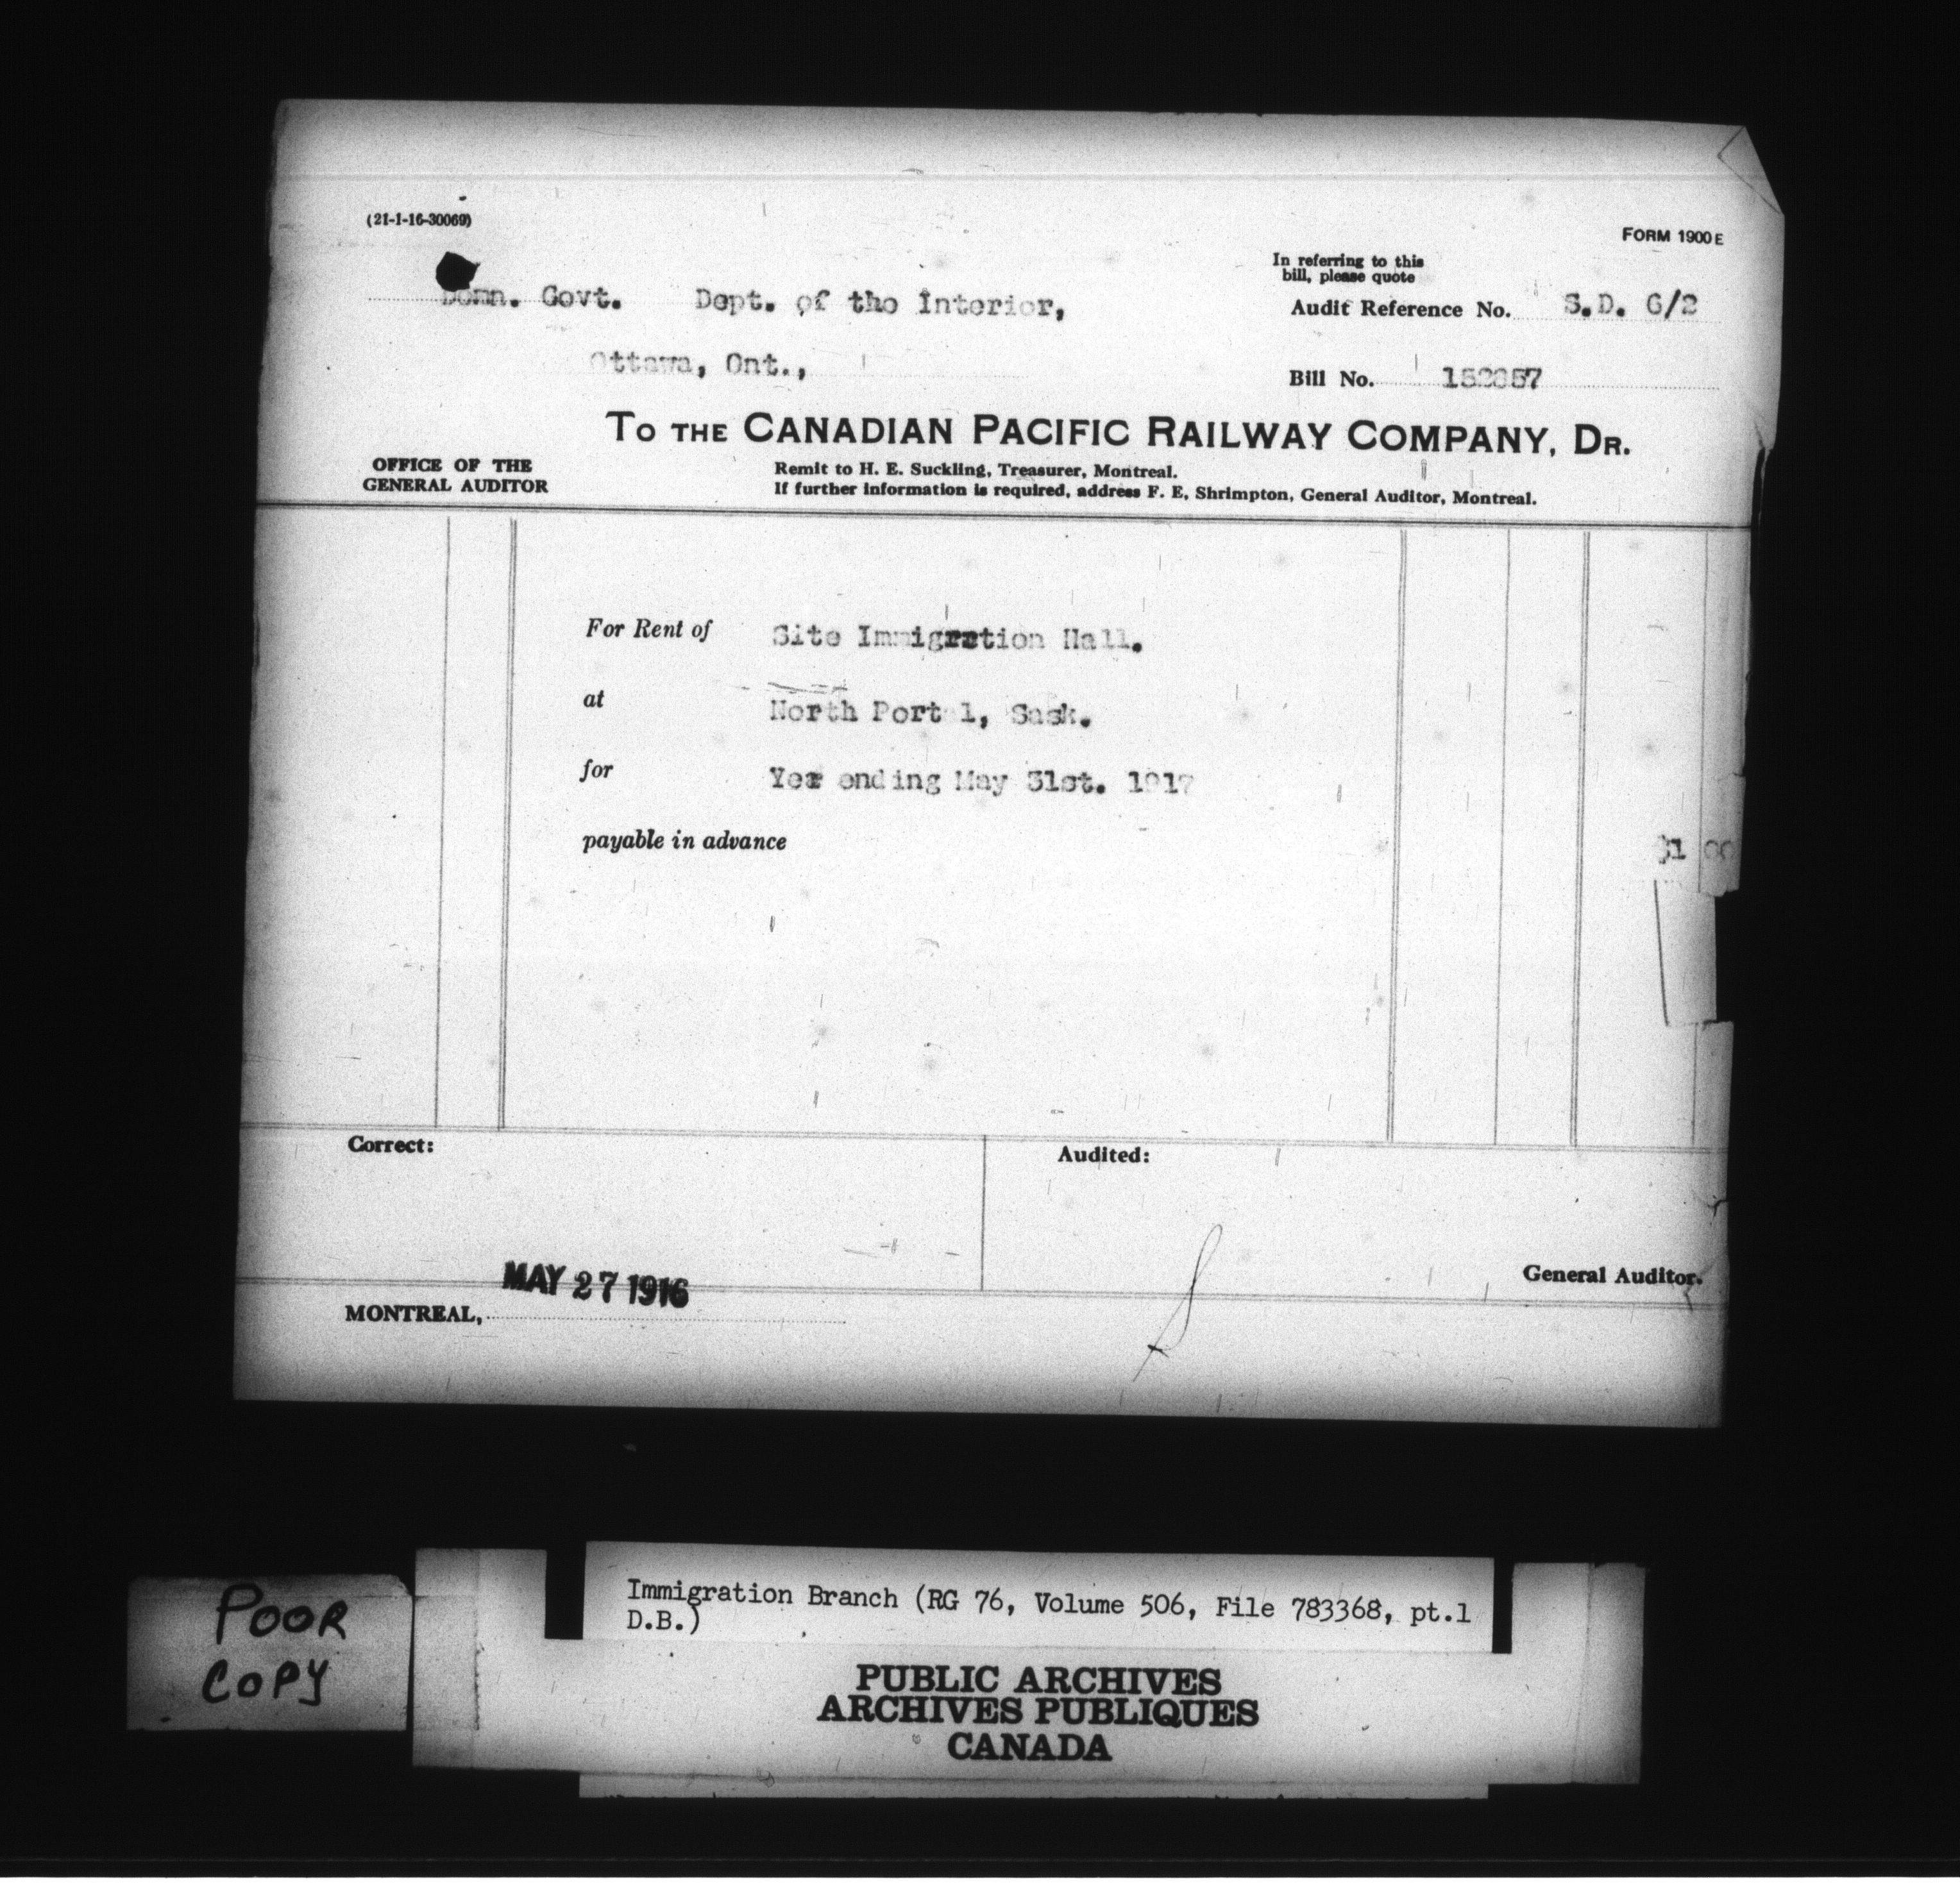 (21-1-16-30069)
FORM 1900 E
Domn. Govt. Dept. of the Interior,
Ottawa, Ont.,
In referring to this
bill, please quote
Audit Reference No. S.D. G/2
Bill No.
TO THE CANADIAN PACIFIC RAILWAY COMPANY, DR.
OFFICE OF THE
GENERAL AUDITOR
Remit to H. E. Suckling, Treasurer, Montreal.
If further information is required, address F. E, Shrimpton, General Auditor, Montreal.
For Rent of Site Immigration Hall.
at North Portal, Sask.
for Year ending May 31st. 1917
payable in advance $1 00
Correct:
Audited:
General Auditor.
MAY 27 1916
MONTREAL,
POOR
COPY
Immigration Branch (RG 76, Volume 506, File 783368, pt.1
D.B.)
PUBLIC ARCHIVES
ARCHIVES PUBLIQUES
CANADA